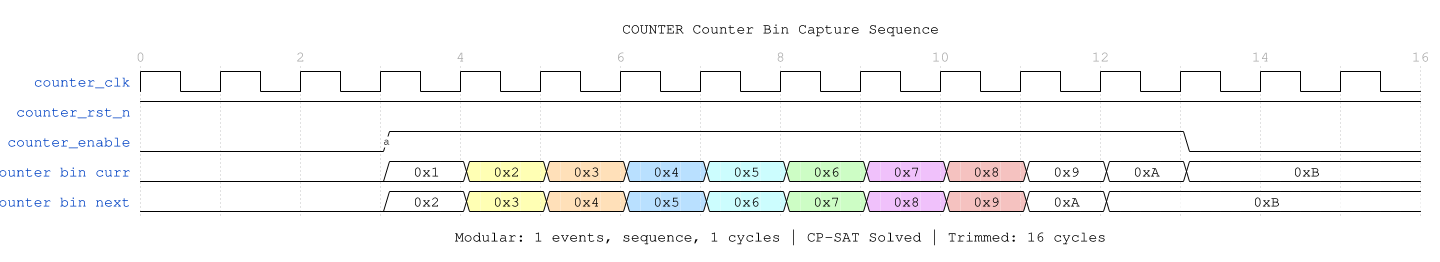 COUNTER Counter Bin Capture Sequence
0 2 4 6 8 10 12 14 16
counter_clk
counter_rst_n
counter_enable a
ounter bin curr 0x1 0x2 0x3 0x4 0x5 0x6 0x7 0x8 0x9 0xA 0xB
ounter bin next 0x2 0x3 0x4 0x5 0x6 0x7 0x8 0x9 0xA 0xB
Modular: 1 events, sequence, 1 cycles | CP-SAT Solved | Trimmed: 16 cycles